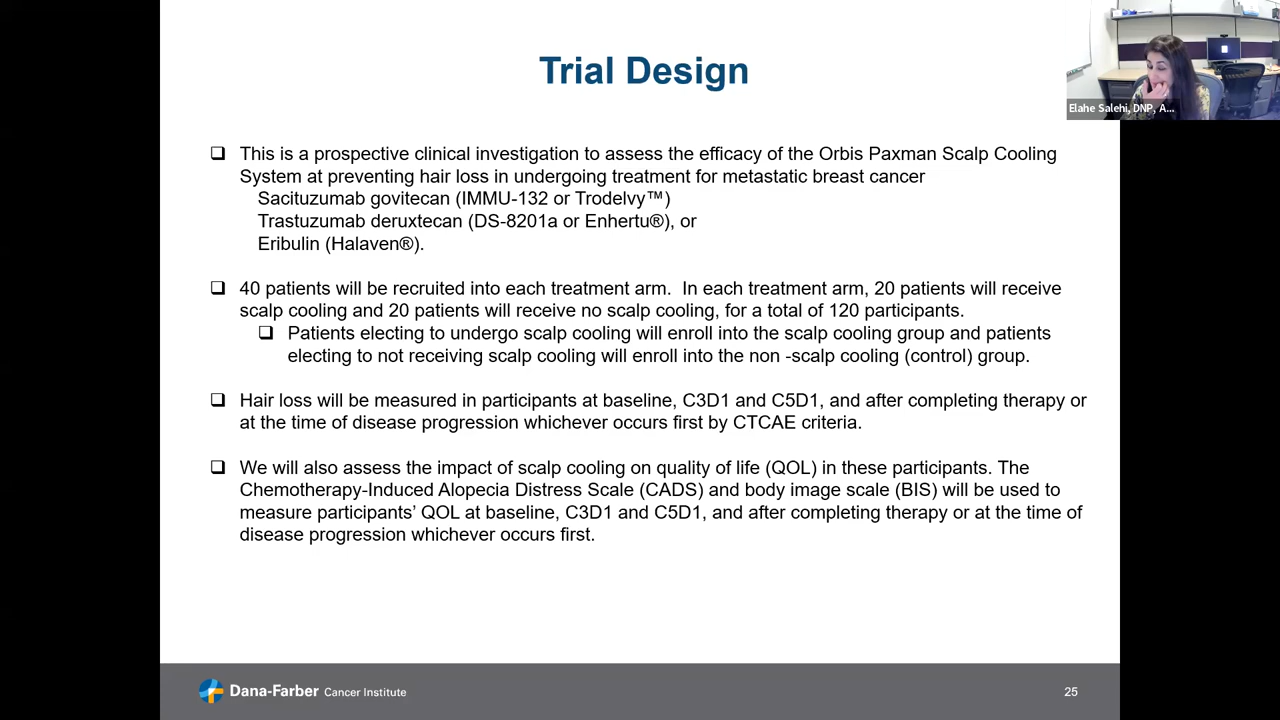 Trial Design
Elahe Salehi, DNP, A...
❑ This is a prospective clinical investigation to assess the efficacy of the Orbis Paxman Scalp Cooling
System at preventing hair loss in undergoing treatment for metastatic breast cancer
Sacituzumab govitecan (IMMU-132 or Trodelvy™)
Trastuzumab deruxtecan (DS-8201a or Enhertu®), or
Eribulin (Halaven®).
❑ 40 patients will be recruited into each treatment arm.  In each treatment arm, 20 patients will receive
scalp cooling and 20 patients will receive no scalp cooling, for a total of 120 participants.
❑ Patients electing to undergo scalp cooling will enroll into the scalp cooling group and patients
electing to not receiving scalp cooling will enroll into the non -scalp cooling (control) group.
❑ Hair loss will be measured in participants at baseline, C3D1 and C5D1, and after completing therapy or
at the time of disease progression whichever occurs first by CTCAE criteria.
❑ We will also assess the impact of scalp cooling on quality of life (QOL) in these participants. The
Chemotherapy-Induced Alopecia Distress Scale (CADS) and body image scale (BIS) will be used to
measure participants’ QOL at baseline, C3D1 and C5D1, and after completing therapy or at the time of
disease progression whichever occurs first.
Dana-Farber Cancer Institute
25